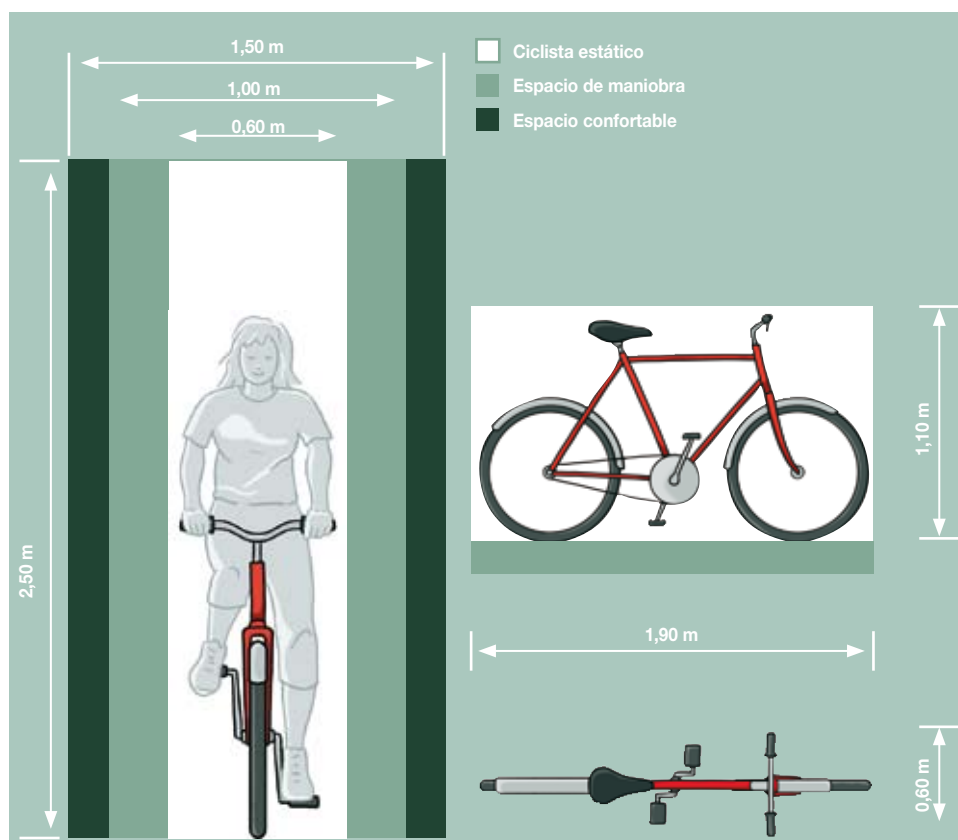 1,50 m
1,00 m
0,60 m
Ciclista estático
Espacio de maniobra
Espacio confortable
2,50 m
1,10 m
1,90 m
0,60 m